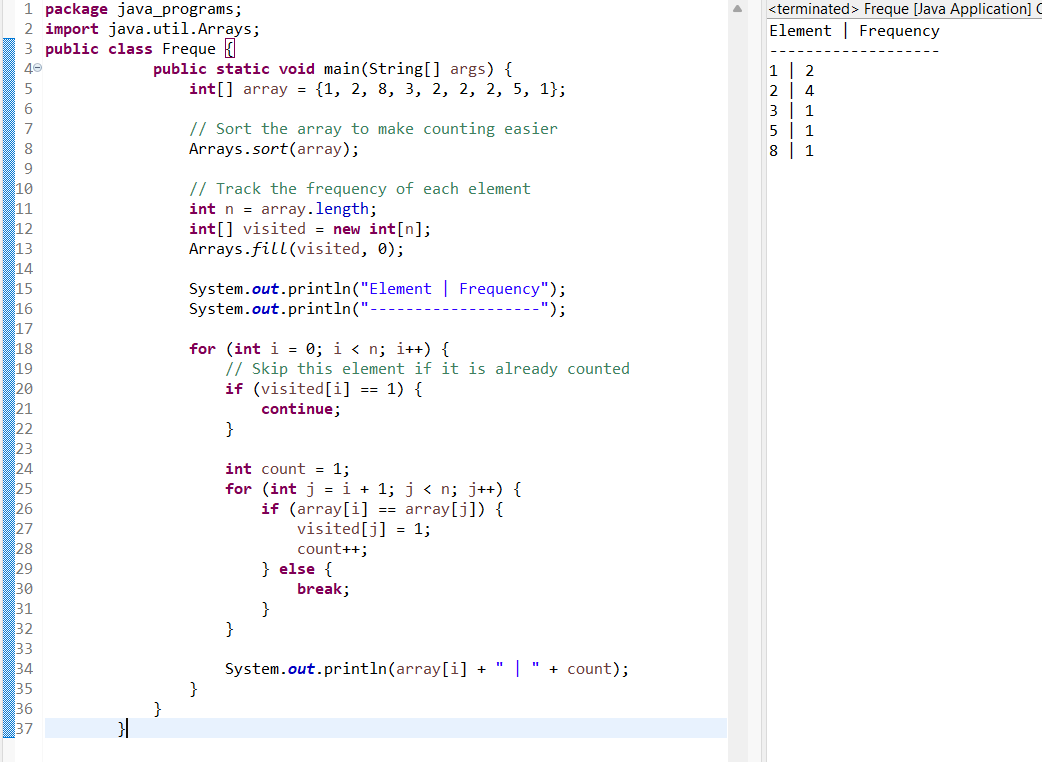 1 package java_programs;
2 import java.util.Arrays;
3 public class Freque {
4 public static void main(String[] args) {
5 int[] array = {1, 2, 8, 3, 2, 2, 2, 5, 1};
6
7 // Sort the array to make counting easier
8 Arrays.sort(array);
9
10 // Track the frequency of each element
11 int n = array.length;
12 int[] visited = new int[n];
13 Arrays.fill(visited, 0);
14
15 System.out.println("Element | Frequency");
16 System.out.println("-------------------");
17
18 for (int i = 0; i < n; i++) {
19 // Skip this element if it is already counted
20 if (visited[i] == 1) {
21 continue;
22 }
23
24 int count = 1;
25 for (int j = i + 1; j < n; j++) {
26 if (array[i] == array[j]) {
27 visited[j] = 1;
28 count++;
29 } else {
30 break;
31 }
32 }
33
34 System.out.println(array[i] + " | " + count);
35 }
36 }
37 }
<terminated> Freque [Java Application] C
Element | Frequency
-------------------
1 | 2
2 | 4
3 | 1
5 | 1
8 | 1